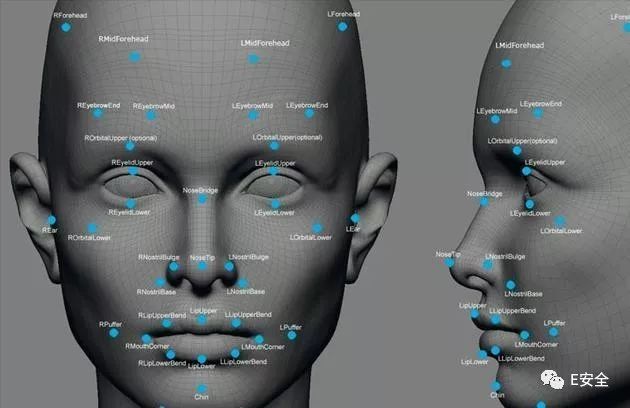 RForehead
LForehead
RMidForehead
LMidForehead
REyebrowEnd
REyebrowMid
LEyebrowMid
LEyebrowEnd
ROrbitalUpper(optional)
LOrbitalUpper(optional)
REyelidUpper
LEyelidUpper
NoseBridge
REyelidLower
LEyelidLower
REar
ROrbitalLower
LOrbitalLower
LEar
RNostrilBulge
NoseTip
LNostrilBulge
RNostrilBase
LNostrilBase
RLipUpperBend
LipUpper
LLipUpperBend
RPuffer
LPuffer
RMouthCorner
LMouthCorner
RLipLowerBend
LipLower
LLipLowerBend
Chin
LMidForehead
LEyebrowMid
LEyebrowEnd
LOrbitalUpper(optional)
LEyelidUpper
NoseBridge
LEyelidLower
LOrbitalLower
NoseTip
LNostrilBulge
LNostrilBase
LipUpper
LLipUpperBend
LPuffer
LMouthCorner
LipLower
LLipLowerBend
Chin
E安全